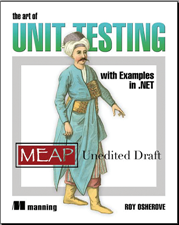 the art of
UNIT TESTING
with Examples
in .NET
MEAP Unedited Draft
manning
ROY OSHEROVE